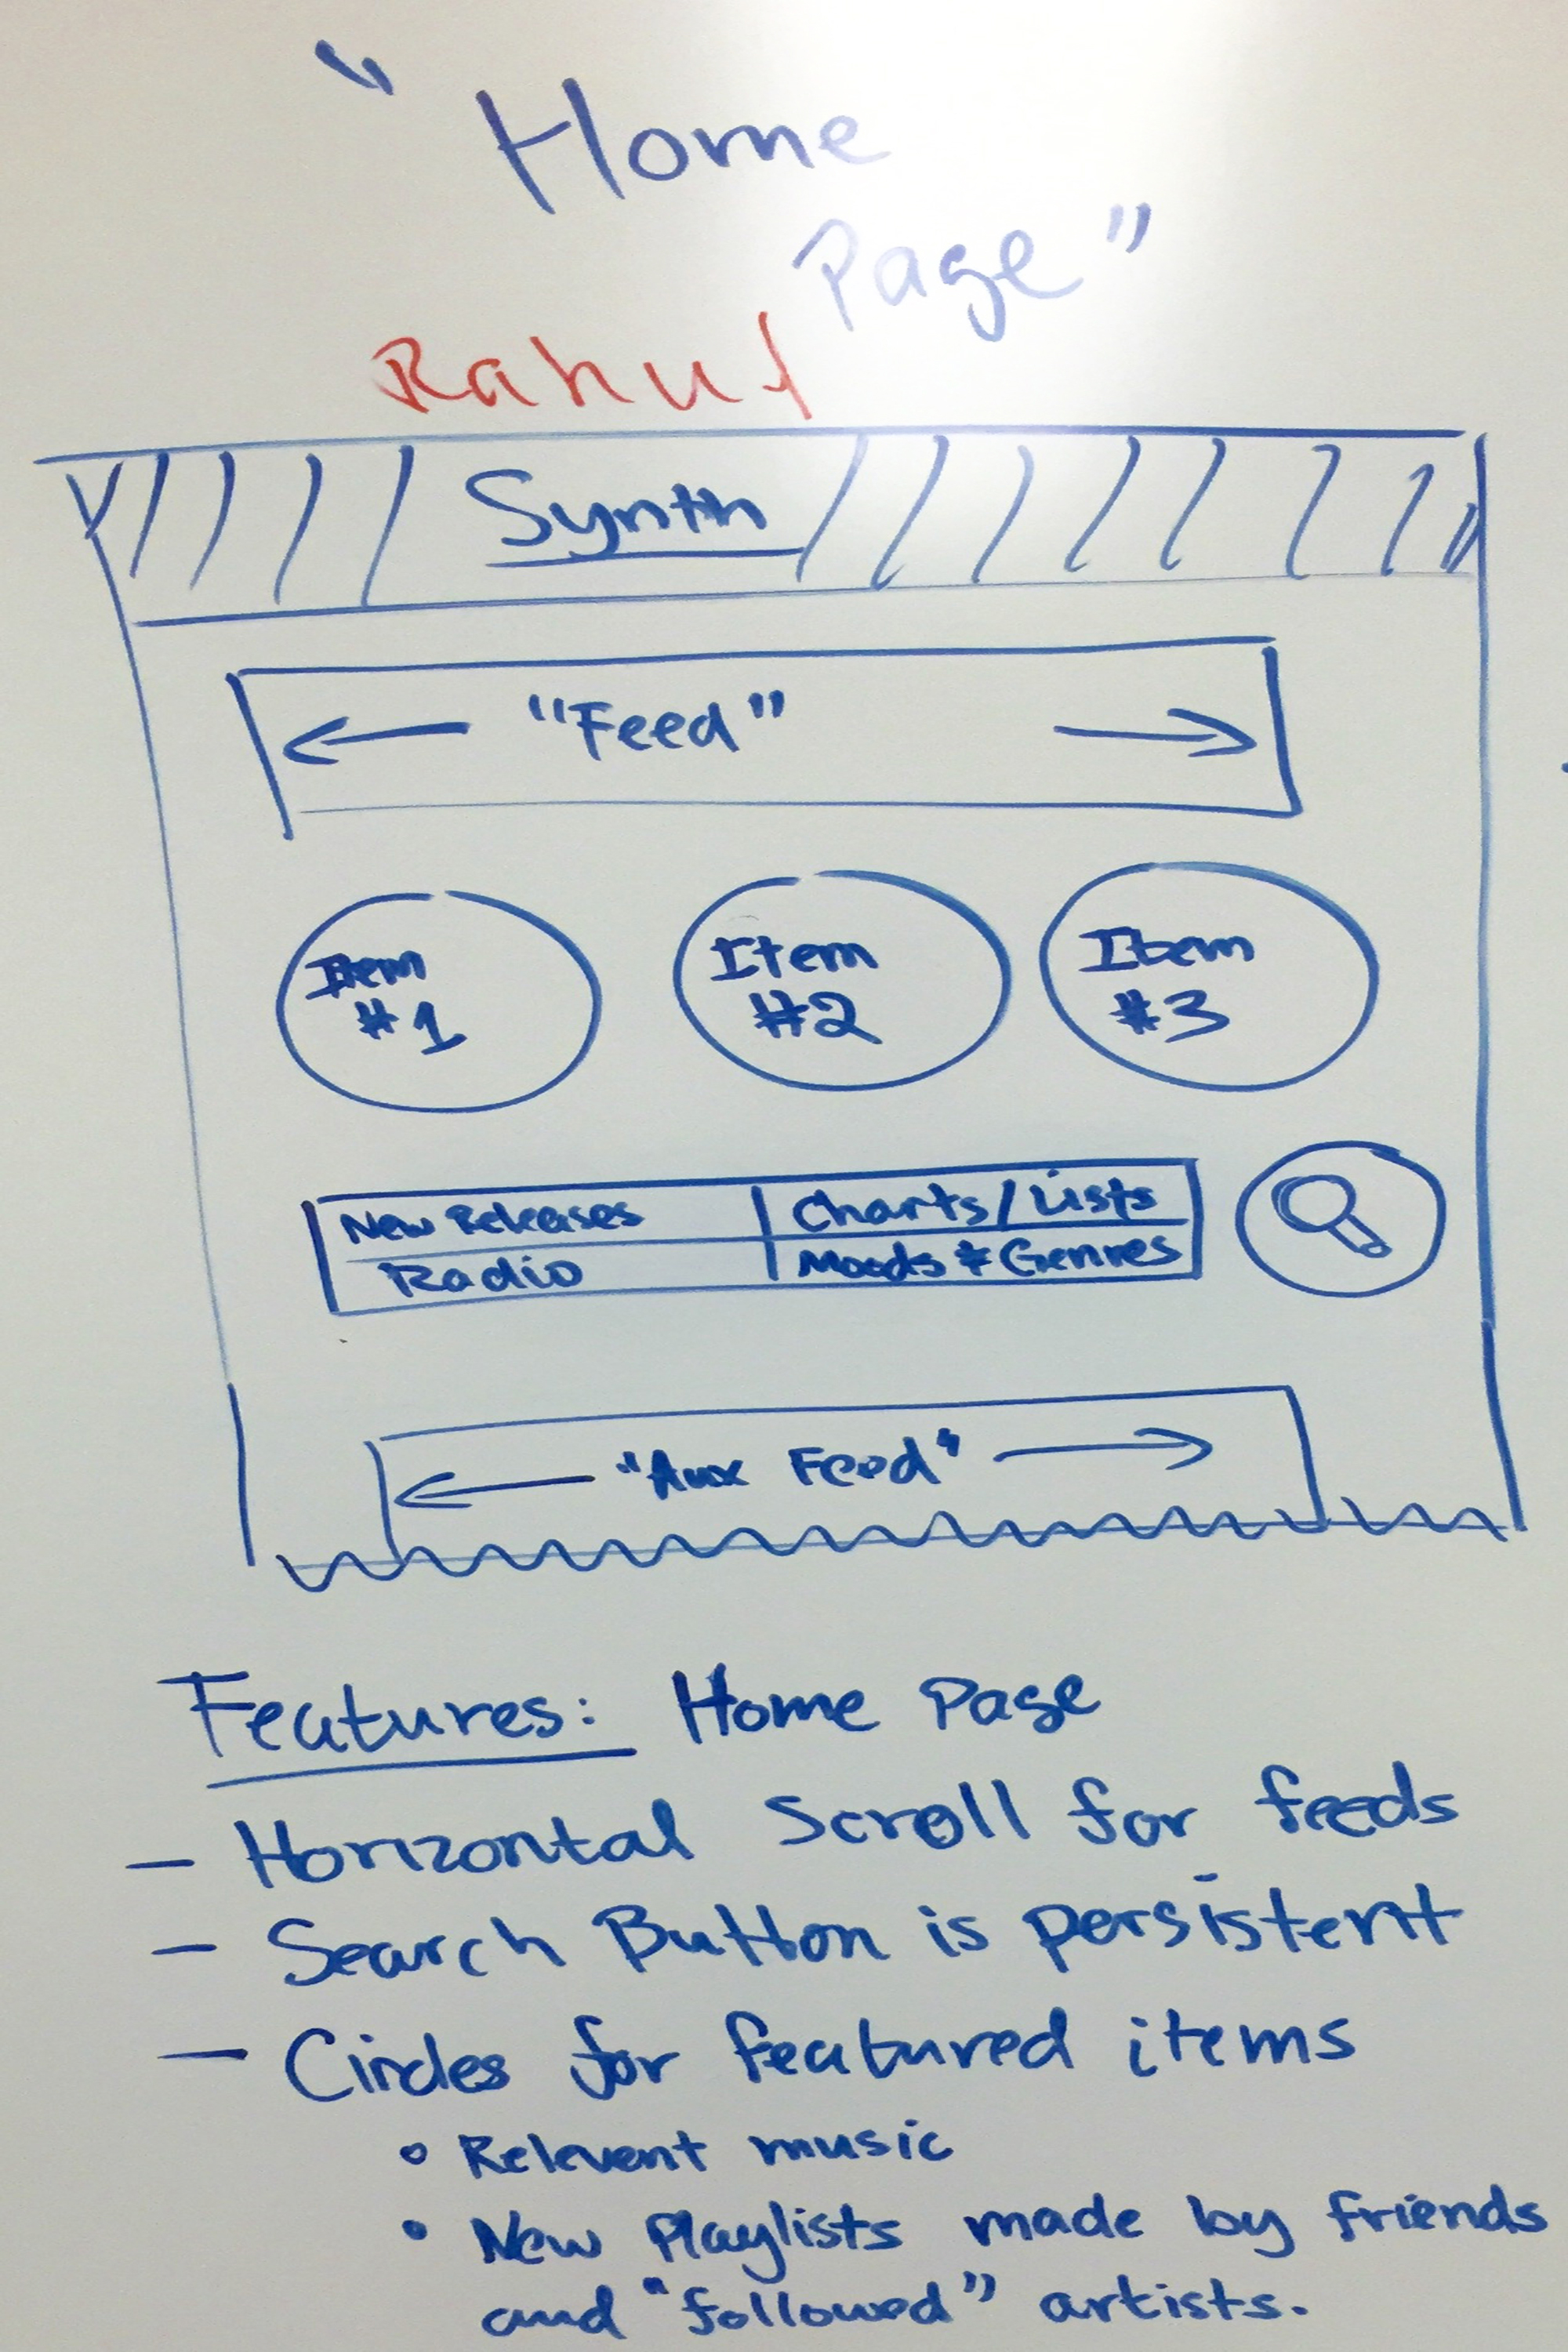 "Home
Page"
Rahul
Synth
"Feed"
Item
#1
Item
#2
Item
#3
New Releases
Charts/Lists
Radio
Moods & Genres
"Aux Feed"
Features: Home Page
- Horizontal Scroll for feeds
- Search Button is persistent
- Circles for featured items
• Relevent music
• New Playlists made by friends
and "followed" artists.